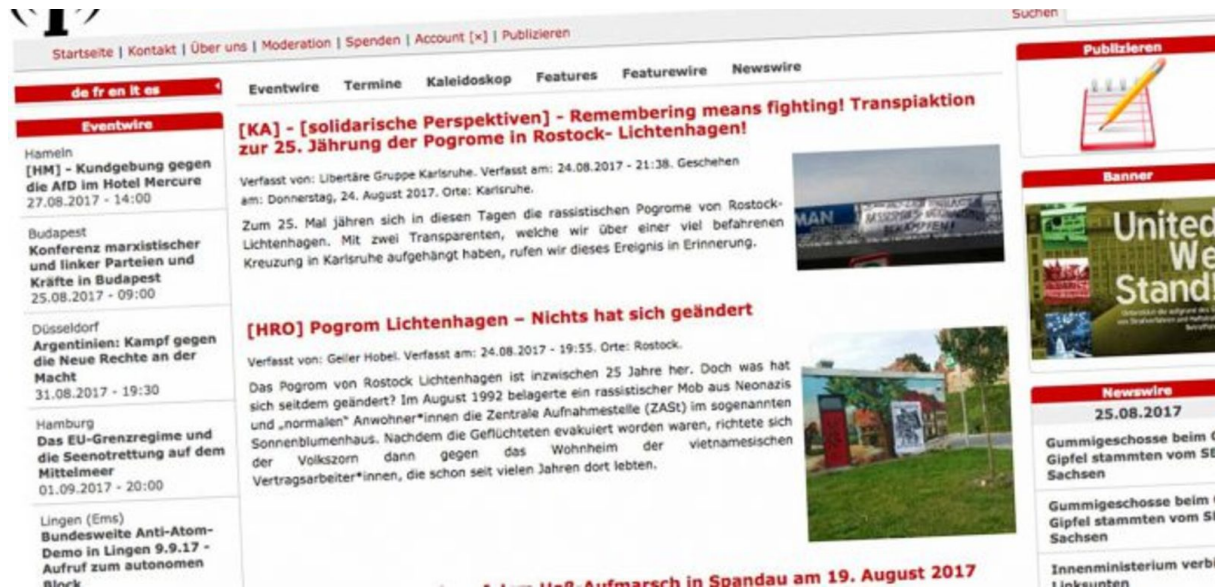 Suchen
Startseite | Kontakt | Über uns | Moderation | Spenden | Account [×] | Publizieren
de fr en it es
Eventwire
Hameln
[HM] - Kundgebung gegen
die AfD im Hotel Mercure
27.08.2017 - 14:00
Budapest
Konferenz marxistischer
und linker Parteien und
Kräfte in Budapest
25.08.2017 - 09:00
Düsseldorf
Argentinien: Kampf gegen
die Neue Rechte an der
Macht
31.08.2017 - 19:30
Hamburg
Das EU-Grenzregime und
die Seenotrettung auf dem
Mittelmeer
01.09.2017 - 20:00
Lingen (Ems)
Bundesweite Anti-Atom-
Demo in Lingen 9.9.17 -
Aufruf zum autonomen
Block
Eventwire Termine Kaleidoskop Features Featurewire Newswire
[KA] - [solidarische Perspektiven] - Remembering means fighting! Transpiaktion
zur 25. Jährung der Pogrome in Rostock- Lichtenhagen!
Verfasst von: Libertäre Gruppe Karlsruhe. Verfasst am: 24.08.2017 - 21:38. Geschehen
am: Donnerstag, 24. August 2017. Orte: Karlsruhe.
Zum 25. Mal jähren sich in diesen Tagen die rassistischen Pogrome von Rostock-
Lichtenhagen. Mit zwei Transparenten, welche wir über einer viel befahrenen
Kreuzung in Karlsruhe aufgehängt haben, rufen wir dieses Ereignis in Erinnerung.
MAN
[HRO] Pogrom Lichtenhagen – Nichts hat sich geändert
Verfasst von: Geiler Hobel. Verfasst am: 24.08.2017 - 19:55. Orte: Rostock.
Das Pogrom von Rostock Lichtenhagen ist inzwischen 25 Jahre her. Doch was hat
sich seitdem geändert? Im August 1992 belagerte ein rassistischer Mob aus Neonazis
und „normalen" Anwohner*innen die Zentrale Aufnahmestelle (ZASt) im sogenannten
Sonnenblumenhaus. Nachdem die Geflüchteten evakuiert worden waren, richtete sich
der Volkszorn dann gegen das Wohnheim der vietnamesischen
Vertragsarbeiter*innen, die schon seit vielen Jahren dort lebten.
Heß-Aufmarsch in Spandau am 19. August 2017
Publizieren
Banner
United
We
Stand!
Newswire
25.08.2017
Gummigeschosse beim
Gipfel stammten vom
Sachsen
Gummigeschosse beim
Gipfel stammten vom
Sachsen
Innenministerium
Linksunten